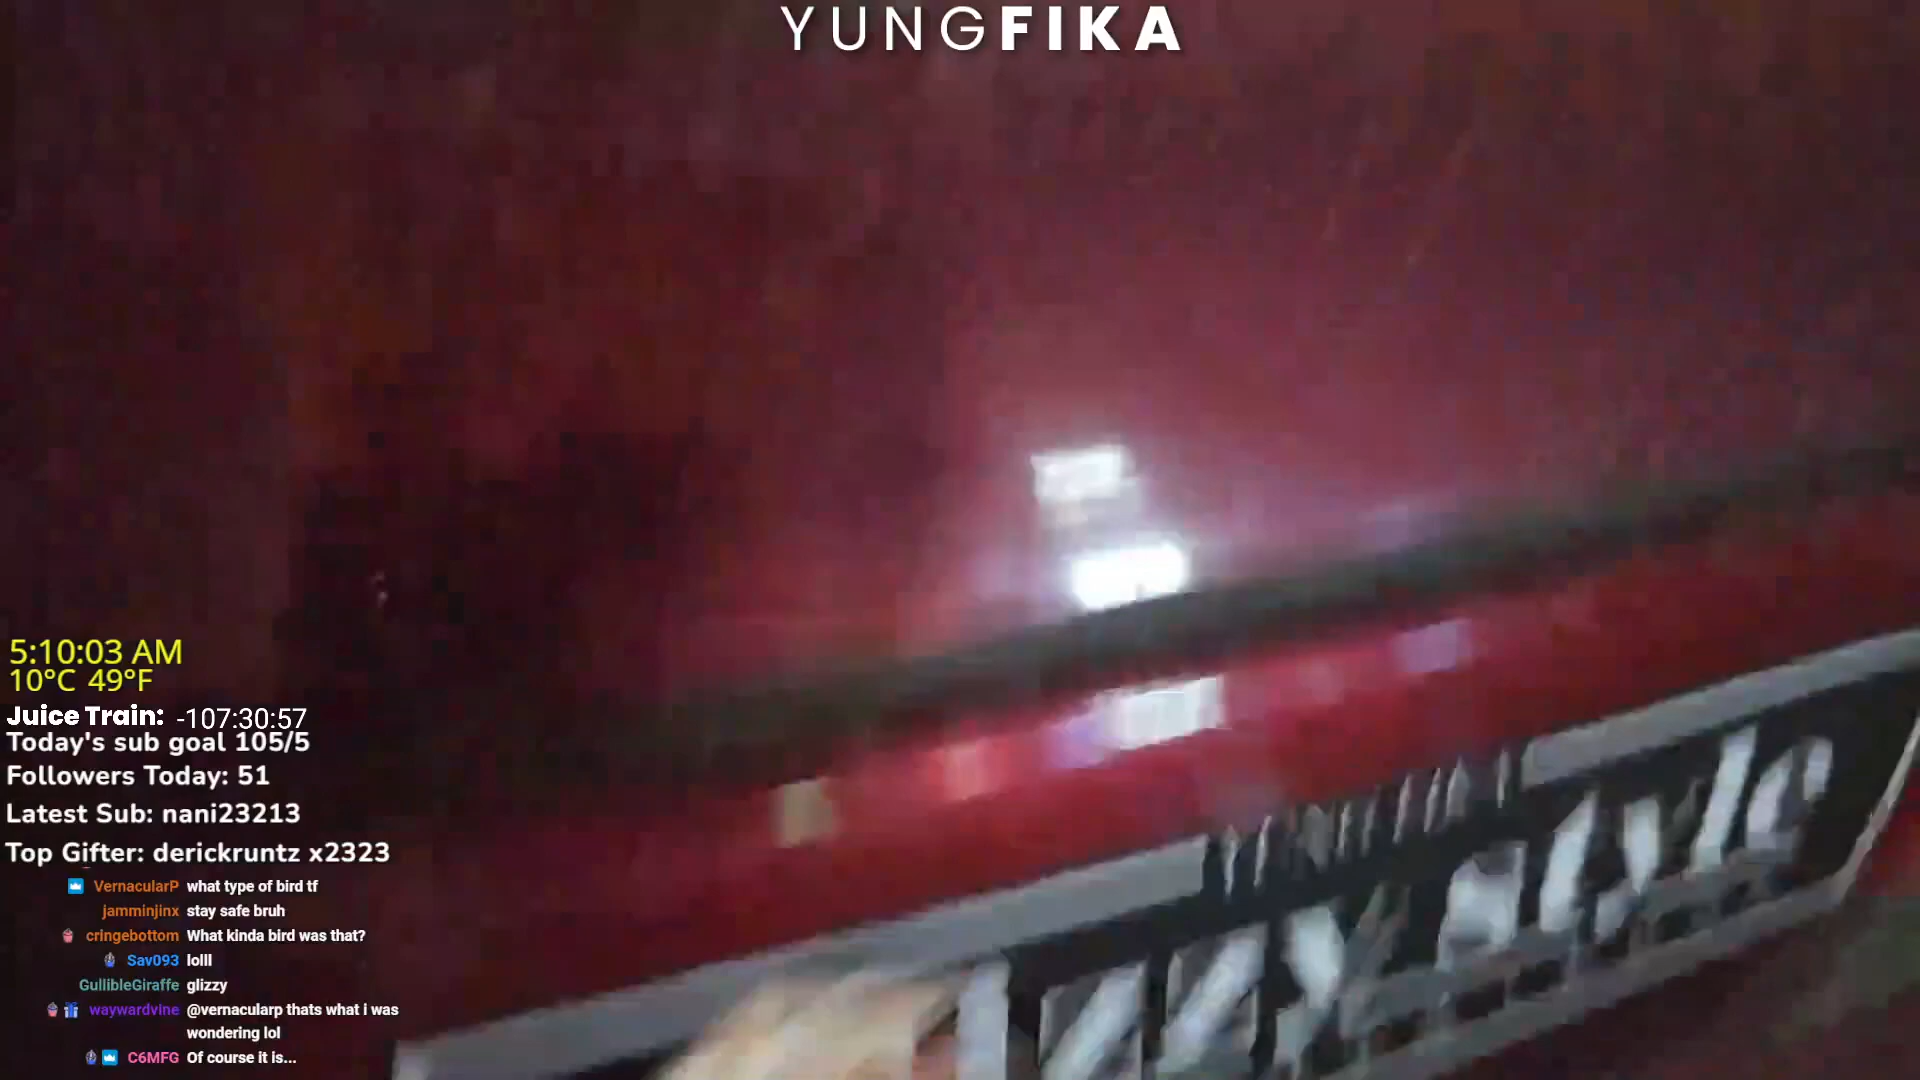 YUNGFIKA
5:10:03 AM
10°C 49°F
Juice Train: -107:30:57
Today's sub goal 105/5
Followers Today: 51
Latest Sub: nani23213
Top Gifter: derickruntz x2323
VernacularP what type of bird tf
jamminjinx stay safe bruh
cringebottom What kinda bird was that?
Sav093 lolll
GullibleGiraffe glizzy
waywardvine @vernacularp thats what i was
wondering lol
C6MFG Of course it is...